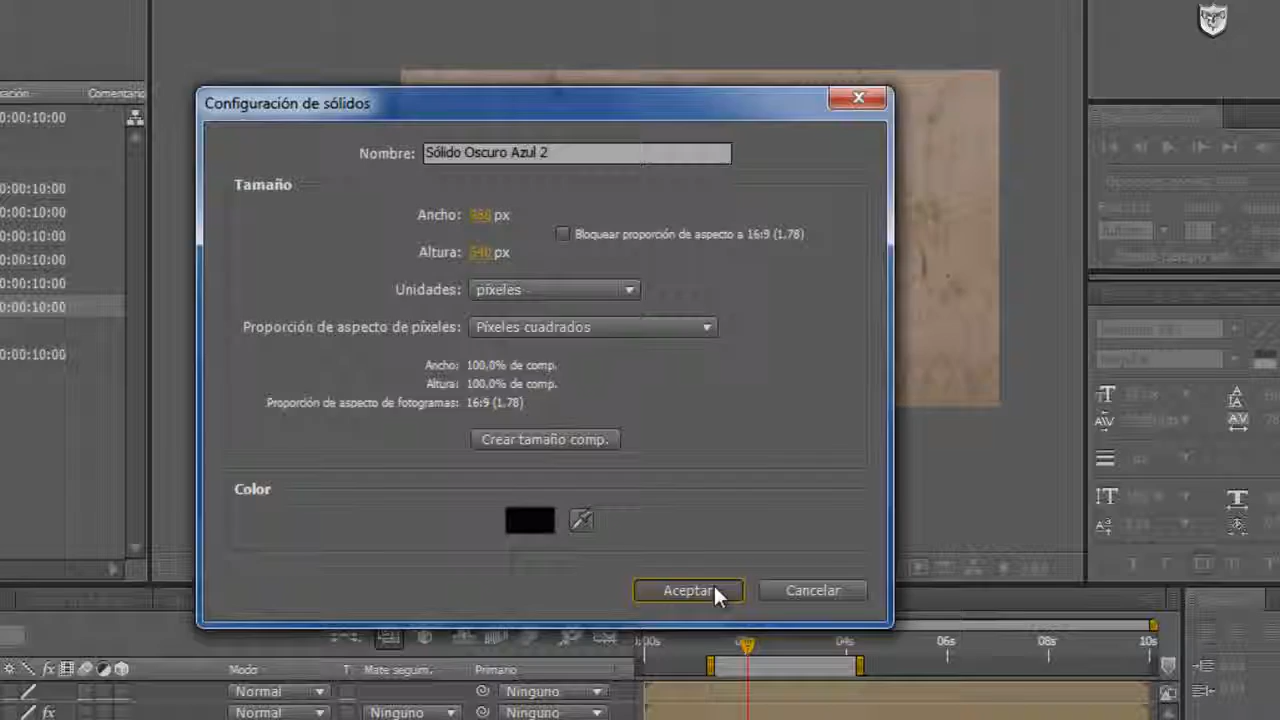 Configuración de sólidos
Nombre: Sólido Oscuro Azul 2
Tamaño
Ancho: px
Bloquear proporción de aspecto a 16:9 (1,78)
Altura: px
Unidades: píxeles
Proporción de aspecto de píxeles: Píxeles cuadrados
Ancho: 100,0% de comp.
Altura: 100,0% de comp.
Proporción de aspecto de fotogramas: 16:9 (1,78)
Crear tamaño comp.
Color
Aceptar Cancelar
Comentario
0:00:10:00
0:00:10:00
0:00:10:00
0:00:10:00
0:00:10:00
0:00:10:00
0:00:10:00
0:00:10:00
:00s 04s 06s 08s 10s
Modo T Mate seguim. Primario
Normal Ninguno
Normal Ninguno Ninguno